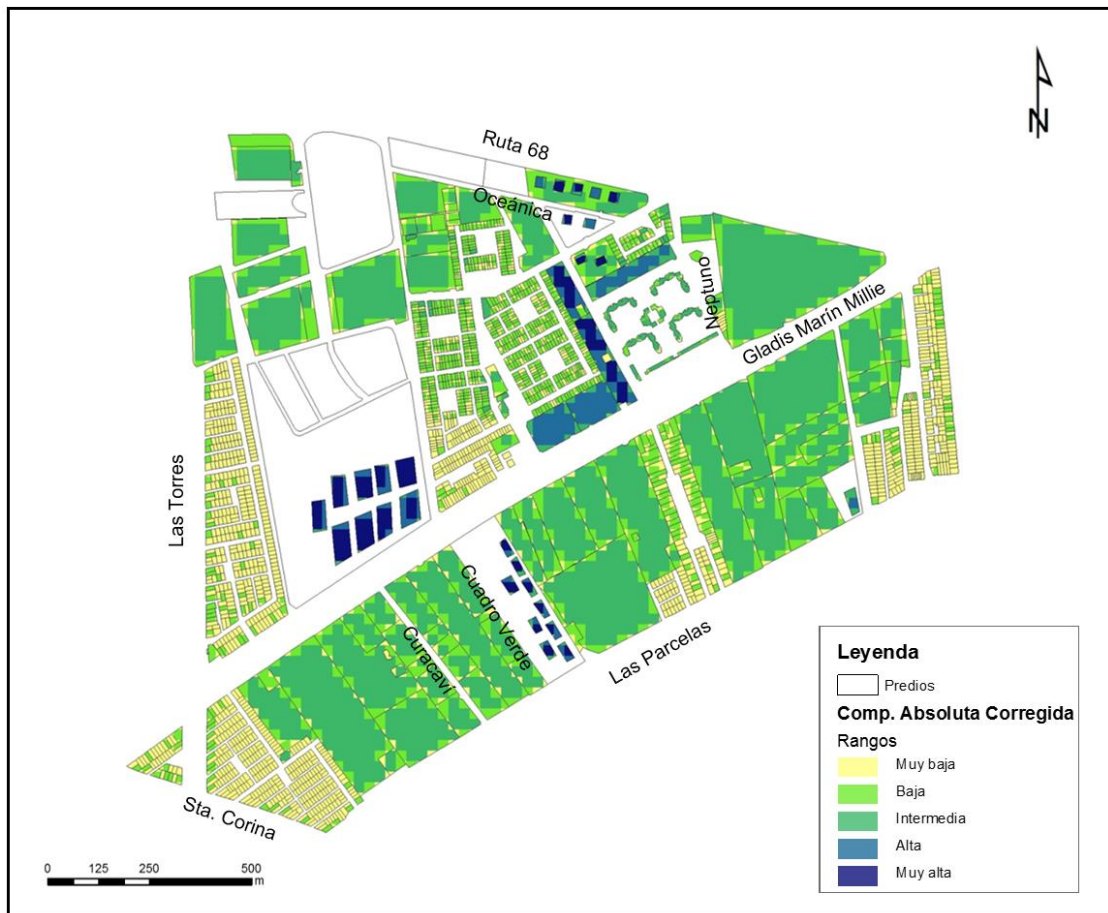 N
Ruta 68
Oceánica
Neptuno
Gladis Marín Millie
Las Torres
Cuadro Verde
Curacaví
Las Parcelas
Sta. Corina
0 125 250 500
m
Leyenda
Predios
Comp. Absoluta Corregida
Rangos
Muy baja
Baja
Intermedia
Alta
Muy alta